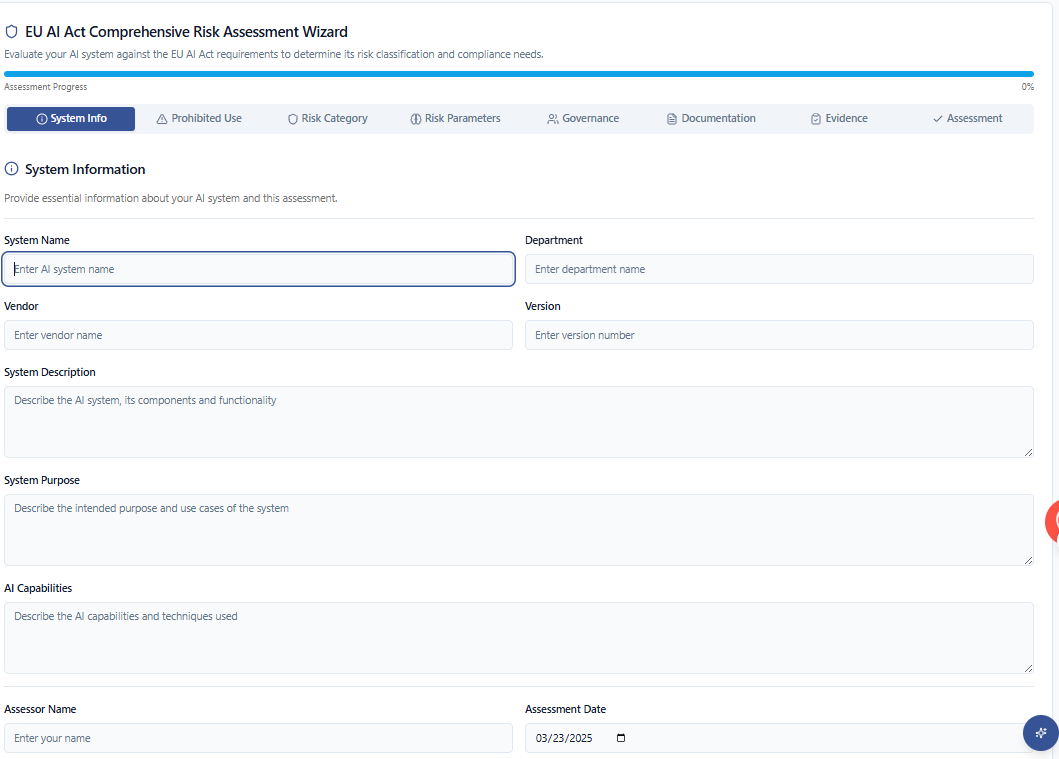 EU AI Act Comprehensive Risk Assessment Wizard
Evaluate your AI system against the EU AI Act requirements to determine its risk classification and compliance needs.
Assessment Progress 0%
System Info Prohibited Use Risk Category Risk Parameters Governance Documentation Evidence Assessment
System Information
Provide essential information about your AI system and this assessment.
System Name Department
Enter AI system name Enter department name
Vendor Version
Enter vendor name Enter version number
System Description
Describe the AI system, its components and functionality
System Purpose
Describe the intended purpose and use cases of the system
AI Capabilities
Describe the AI capabilities and techniques used
Assessor Name Assessment Date
Enter your name 03/23/2025